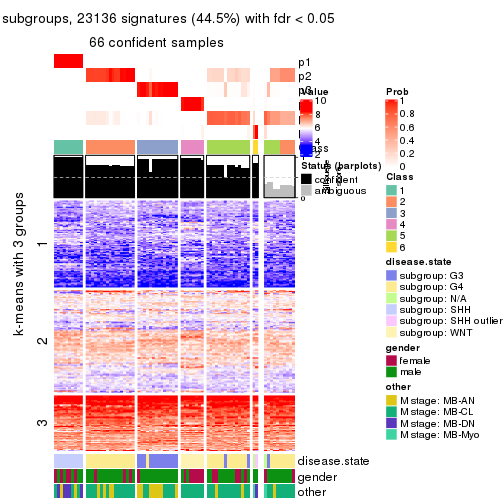 subgroups, 23136 signatures (44.5%) with fdr < 0.05
66 confident samples
p1
p2
Value
10
8
6
4
2
Prob
1
0.8
0.6
0.4
0.2
0
Status (barplots)
confident
ambiguous
0
Class
1
2
3
4
5
6
k-means with 3 groups
1
2
3
disease.state
subgroup: G3
subgroup: G4
subgroup: N/A
subgroup: SHH
subgroup: SHH outlier
subgroup: WNT
gender
female
male
other
M stage: MB-AN
M stage: MB-CL
M stage: MB-DN
M stage: MB-Myo
disease.state
gender
other